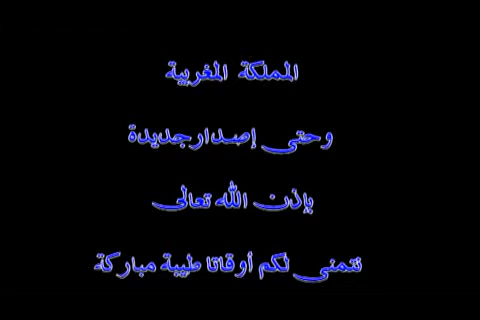 المملكة المغربية
وحتى إصدار جديدة
بإذن الله تعالى
نتمنى لكم أوقاتا طيبة مباركة